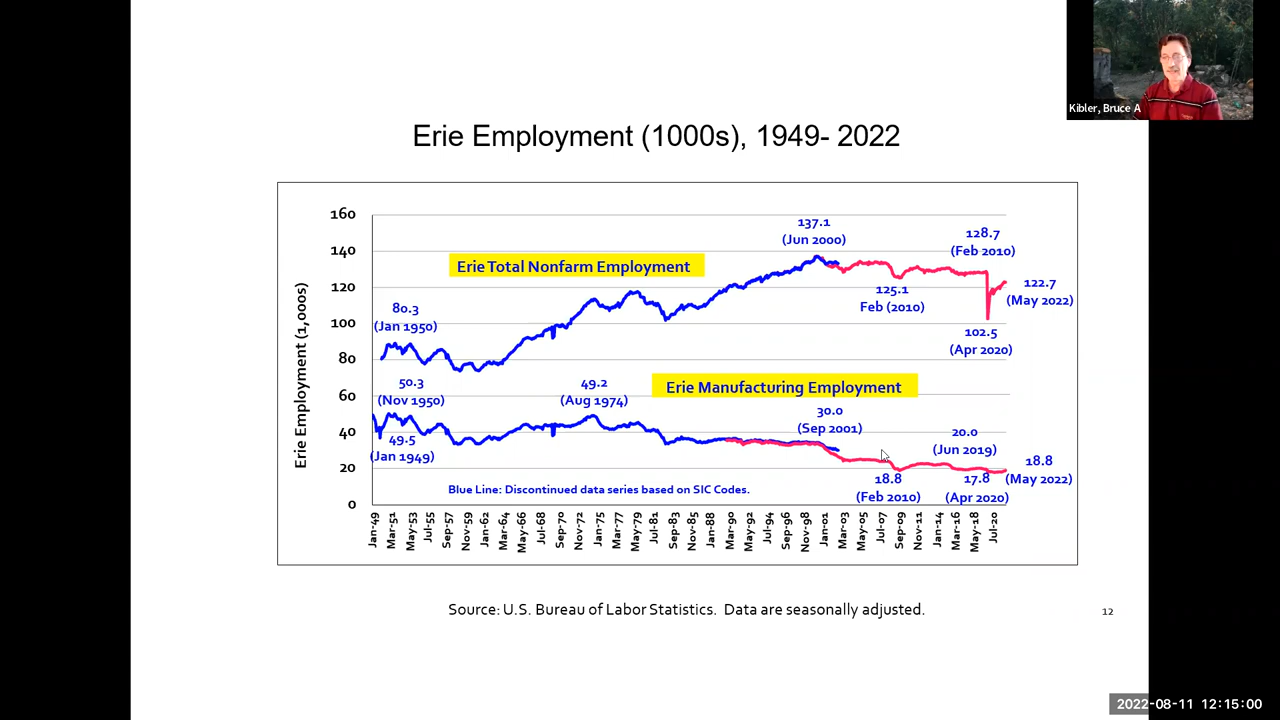 Kibler, Bruce A
Erie Employment (1000s), 1949- 2022
Erie Employment (1,000s)
160
140
120
100
80
60
40
20
0
137.1
(Jun 2000)
128.7
(Feb 2010)
Erie Total Nonfarm Employment
125.1
Feb (2010)
122.7
(May 2022)
80.3
(Jan 1950)
102.5
(Apr 2020)
50.3
(Nov 1950)
49.2
(Aug 1974)
Erie Manufacturing Employment
30.0
(Sep 2001)
49.5
(Jan 1949)
20.0
(Jun 2019)
18.8
(Feb 2010)
17.8
(Apr 2020)
18.8
(May 2022)
Blue Line: Discontinued data series based on SIC Codes.
Jan-49
Mar-51
May-53
Jul-55
Sep-57
Nov-59
Jan-62
Mar-64
May-66
Jul-68
Sep-70
Nov-72
Jan-75
Mar-77
May-79
Jul-81
Sep-83
Nov-85
Jan-88
Mar-90
May-92
Jul-94
Sep-96
Nov-98
Jan-01
Mar-03
May-05
Jul-07
Sep-09
Nov-11
Jan-14
Mar-16
May-18
Jul-20
Source: U.S. Bureau of Labor Statistics. Data are seasonally adjusted.
12
2022-08-11 12:15:00